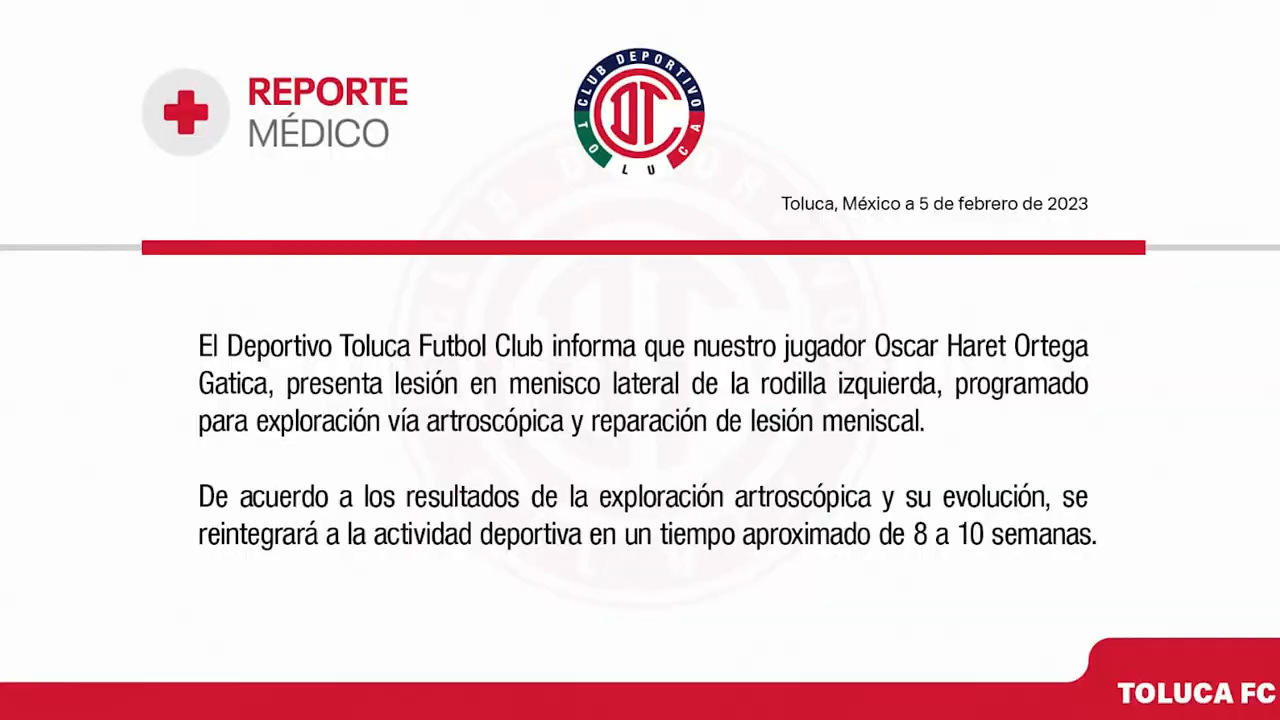 REPORTE
MÉDICO
CLUB DEPORTIVO
TOLUCA
DTC
Toluca, México a 5 de febrero de 2023
El Deportivo Toluca Futbol Club informa que nuestro jugador Oscar Haret Ortega
Gatica, presenta lesión en menisco lateral de la rodilla izquierda, programado
para exploración vía artroscópica y reparación de lesión meniscal.
De acuerdo a los resultados de la exploración artroscópica y su evolución, se
reintegrará a la actividad deportiva en un tiempo aproximado de 8 a 10 semanas.
TOLUCA FC